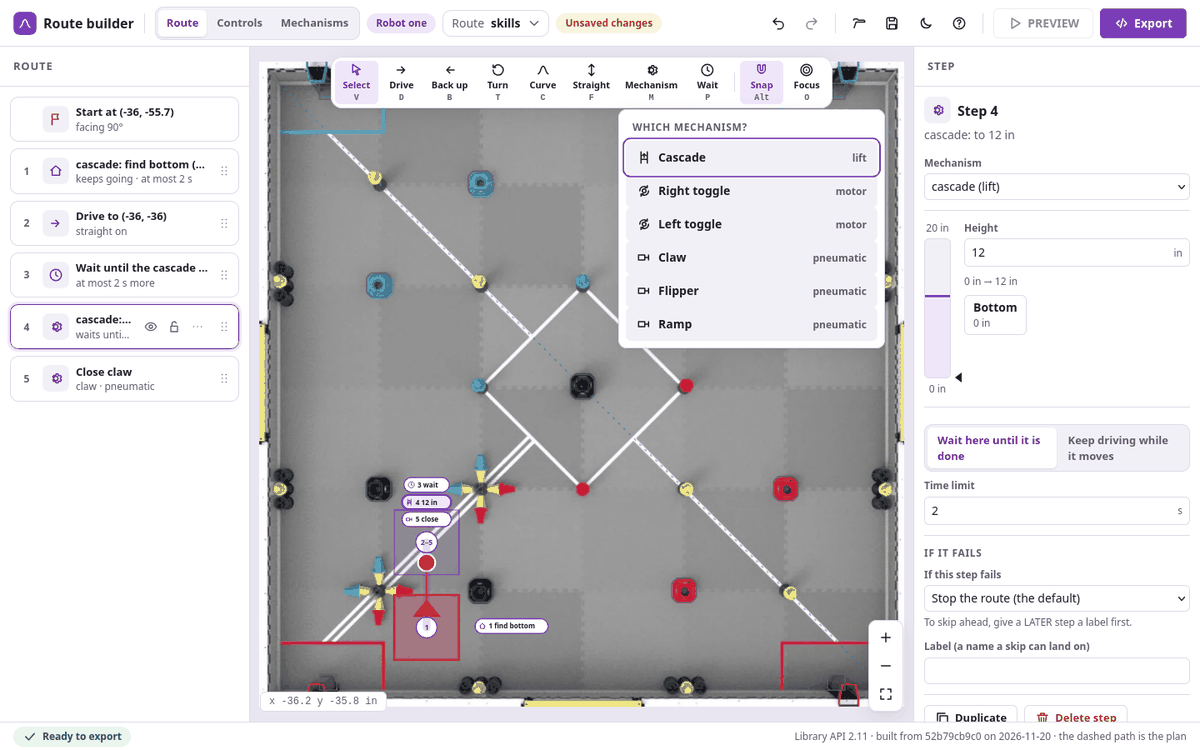 Route builder
Route
Controls
Mechanisms
Robot one
Route skills
Unsaved changes
PREVIEW
Export
ROUTE
Start at (-36, -55.7)
facing 90°
1
cascade: find bottom (...
keeps going · at most 2 s
2
Drive to (-36, -36)
straight on
3
Wait until the cascade ...
at most 2 s more
4
cascade:...
waits unti...
5
Close claw
claw · pneumatic
Select
V
Drive
D
Back up
B
Turn
T
Curve
C
Straight
F
Mechanism
M
Wait
P
Snap
Alt
Focus
O
WHICH MECHANISM?
Cascade lift
Right toggle motor
Left toggle motor
Claw pneumatic
Flipper pneumatic
Ramp pneumatic
3 wait
4 12 in
5 close
2–5
1
1 find bottom
x -36.2 y -35.8 in
STEP
Step 4
cascade: to 12 in
Mechanism
cascade (lift)
20 in
0 in
Height
12 in
0 in → 12 in
Bottom
0 in
Wait here until it is
done
Keep driving while
it moves
Time limit
2 s
IF IT FAILS
If this step fails
Stop the route (the default)
To skip ahead, give a LATER step a label first.
Label (a name a skip can land on)
Duplicate
Delete step
Ready to export
Library API 2.11 · built from 52b79cb9c0 on 2026-11-20 · the dashed path is the plan